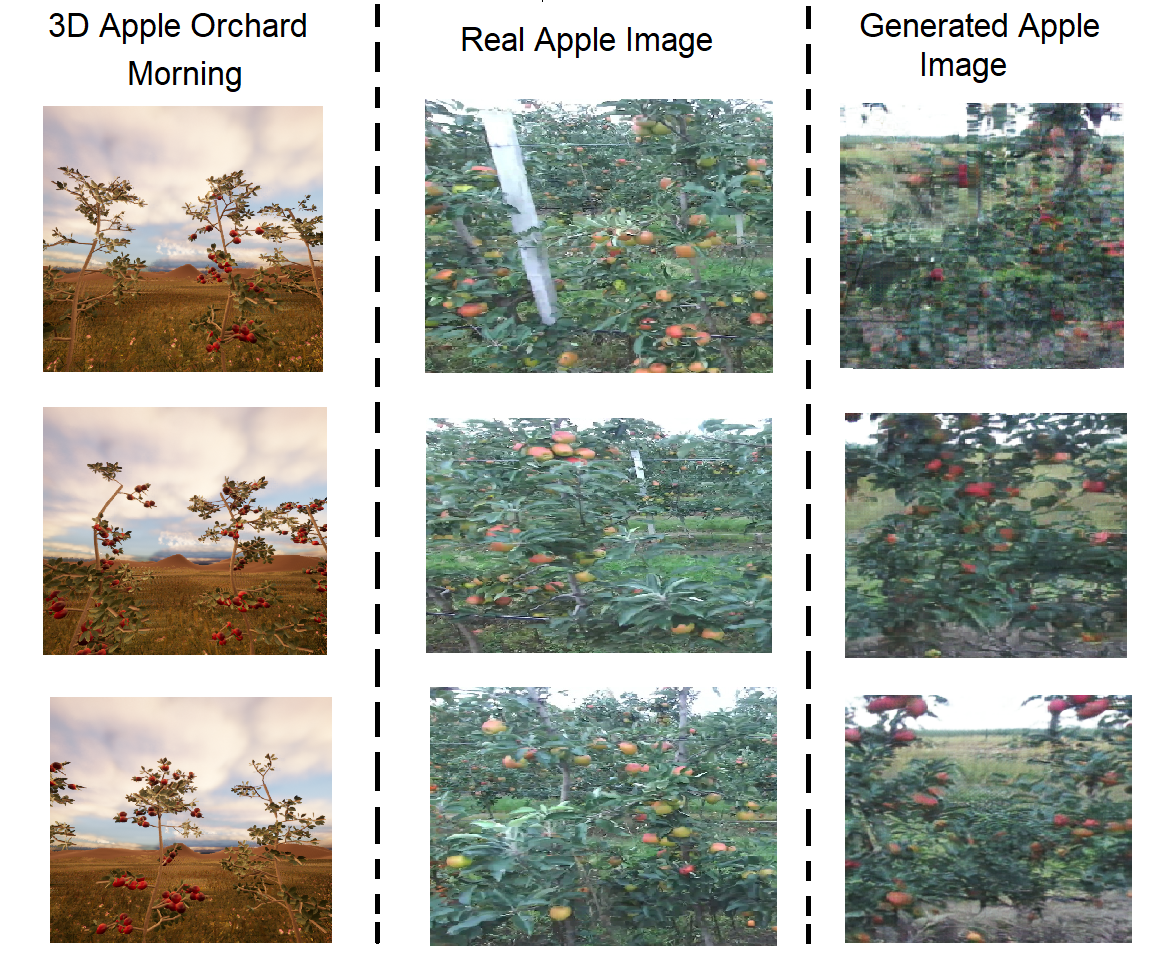 3D Apple Orchard
Morning
Real Apple Image
Generated Apple
Image